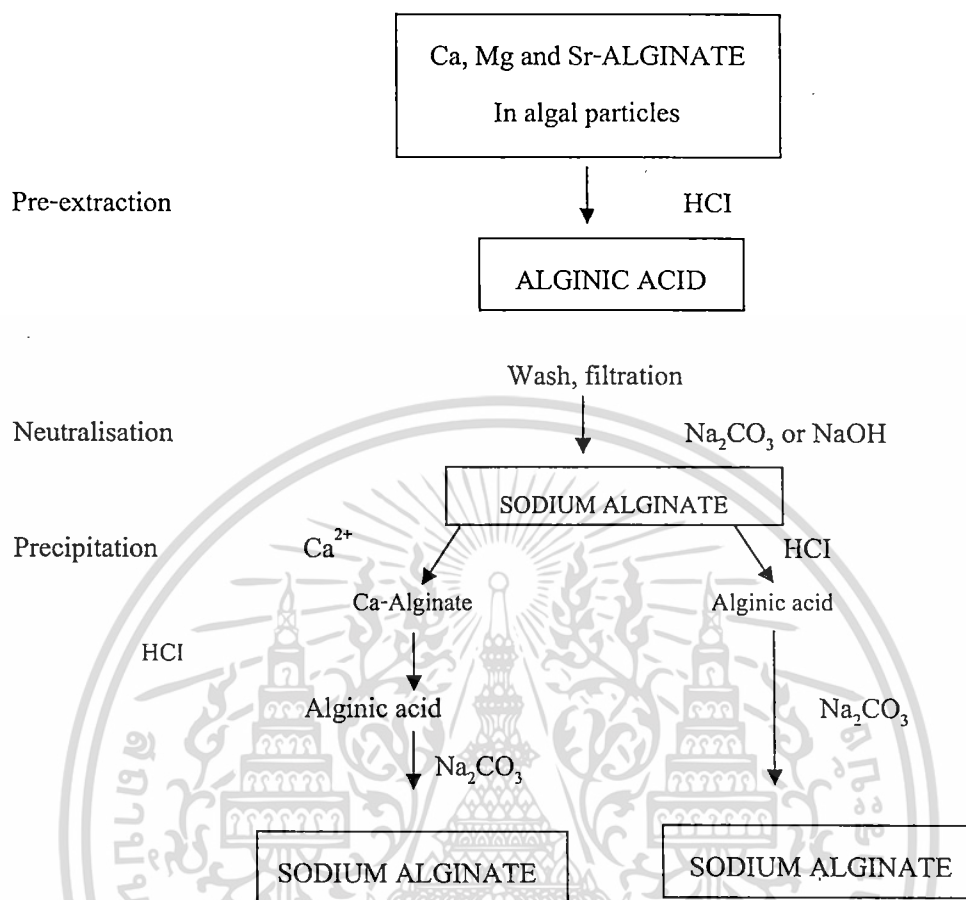 Ca, Mg and Sr-ALGINATE
In algal particles
Pre-extraction
HCl
ALGINIC ACID
Wash, filtration
Neutralisation
Na₂CO₃ or NaOH
SODIUM ALGINATE
Precipitation
Ca²⁺
HCl
Ca-Alginate
Alginic acid
HCl
Alginic acid
Na₂CO₃
Na₂CO₃
SODIUM ALGINATE
SODIUM ALGINATE